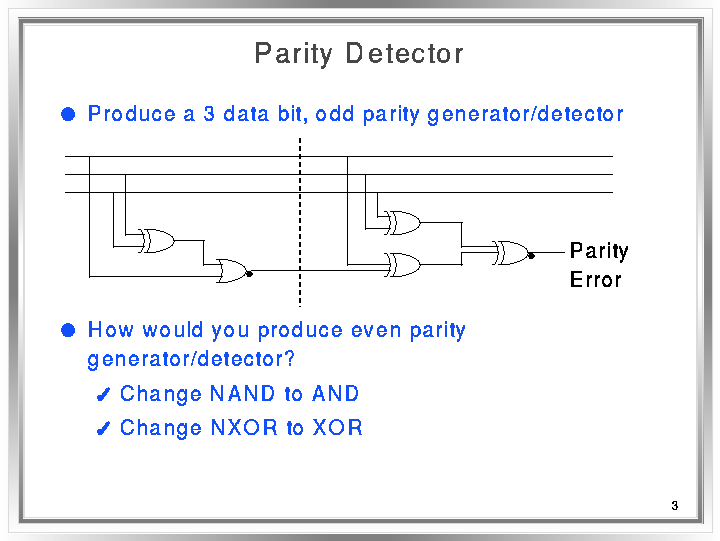 Parity Detector
Produce a 3 data bit, odd parity generator/detector
Parity
Error
How would you produce even parity
generator/detector?
Change NAND to AND
Change NXOR to XOR
3